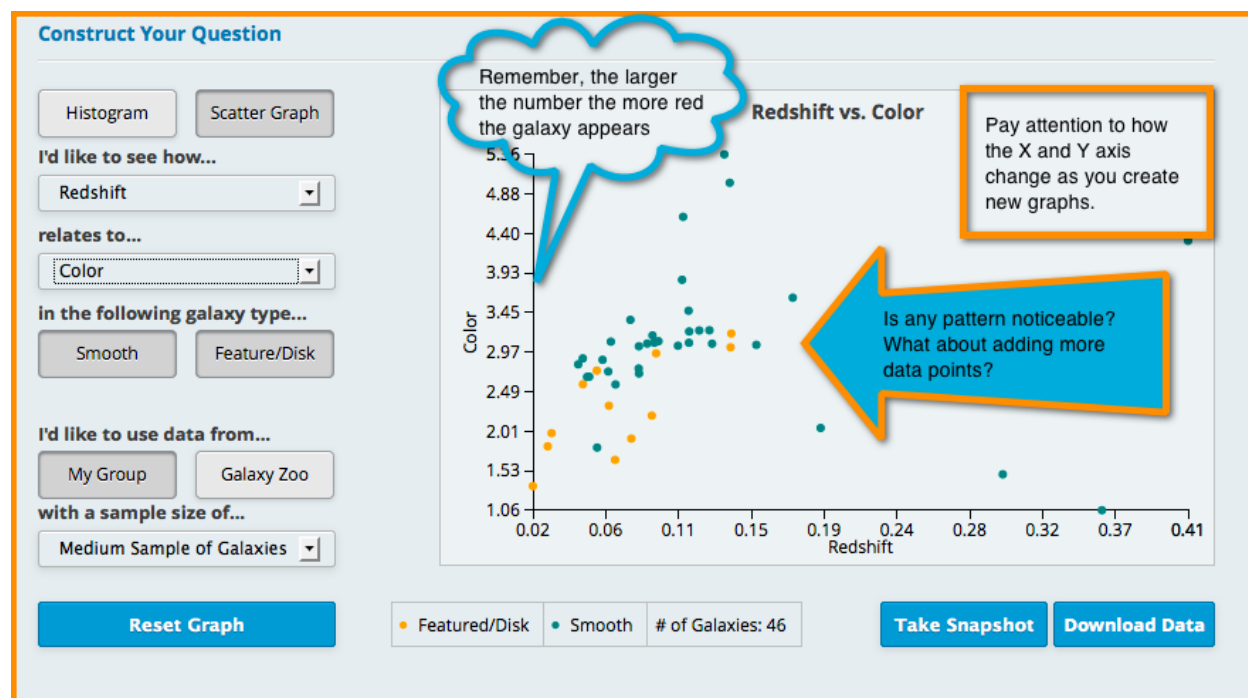 Construct Your Question
Histogram
Scatter Graph
I'd like to see how...
Redshift
relates to...
Color
in the following galaxy type...
Smooth
Feature/Disk
I'd like to use data from...
My Group
Galaxy Zoo
with a sample size of...
Medium Sample of Galaxies
Reset Graph
Remember, the larger
the number the more red
the galaxy appears
Redshift vs. Color
Pay attention to how
the X and Y axis
change as you create
new graphs.
Is any pattern noticeable?
What about adding more
data points?
Color
5.36
4.88
4.40
3.93
3.45
2.97
2.49
2.01
1.53
1.06
0.02 0.06 0.11 0.15 0.19 0.24 0.28 0.32 0.37 0.41
Redshift
Featured/Disk
Smooth
# of Galaxies: 46
Take Snapshot
Download Data